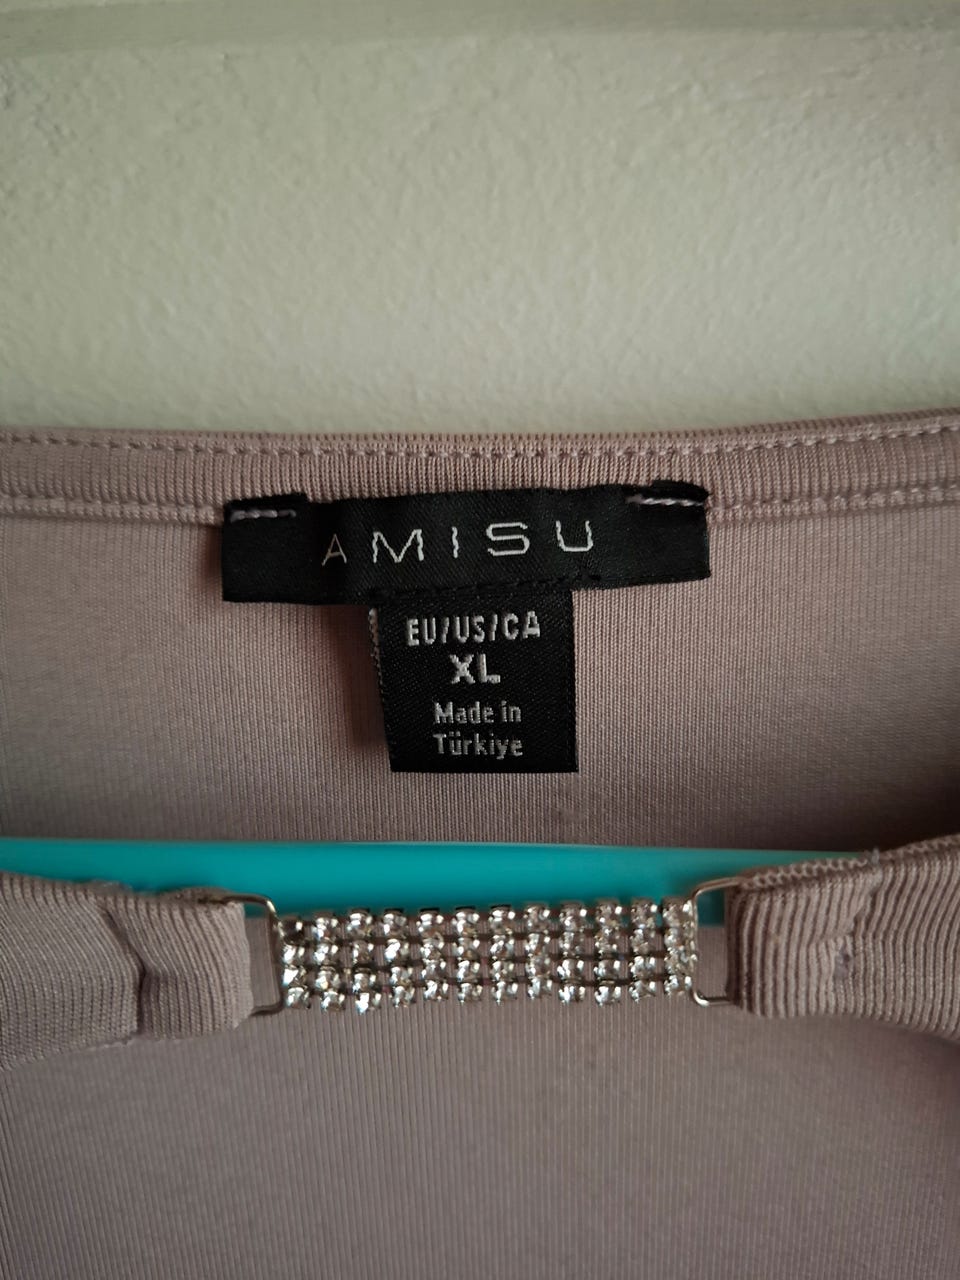 AMISU
EU/US/CA
XL
Made in
Türkiye